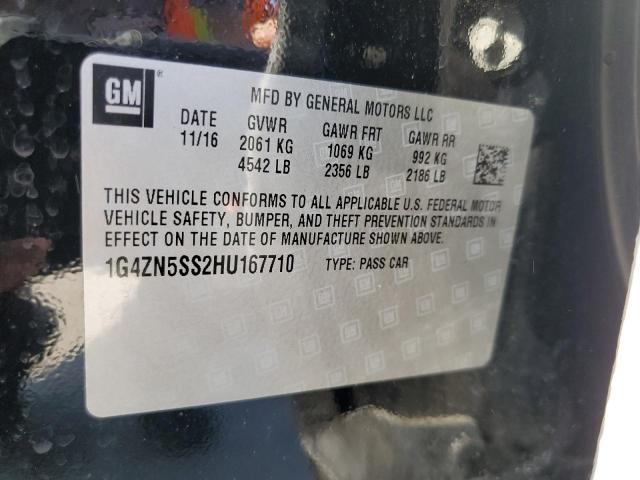 GM ®
MFD BY GENERAL MOTORS LLC
DATE GVWR GAWR FRT GAWR RR
11/16 2061 KG 1069 KG 992 KG
4542 LB 2356 LB 2186 LB
THIS VEHICLE CONFORMS TO ALL APPLICABLE U.S. FEDERAL MOTOR
VEHICLE SAFETY, BUMPER, AND THEFT PREVENTION STANDARDS IN
EFFECT ON THE DATE OF MANUFACTURE SHOWN ABOVE.
1G4ZN5SS2HU167710 TYPE: PASS CAR